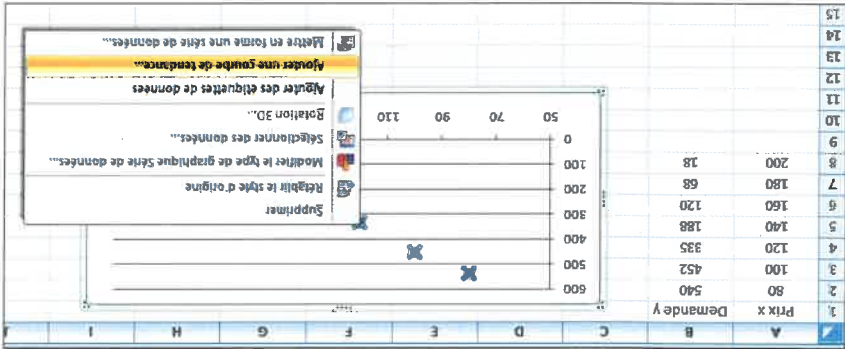 A B C D E F G H I J
1 Prix x Demande y
2 80 540
3 100 452
4 120 335
5 140 188
6 160 120
7 180 68
8 200 18
9
10
11
12
13
14
15
600
500
400
300
200
100
0
50 70 90 110
Supprimer
Rétablir le style d'origine
Modifier le type de graphique Série de données...
Sélectionner des données...
Rotation 3D...
Ajouter des étiquettes de données
Ajouter une courbe de tendance...
Mettre en forme une série de données...